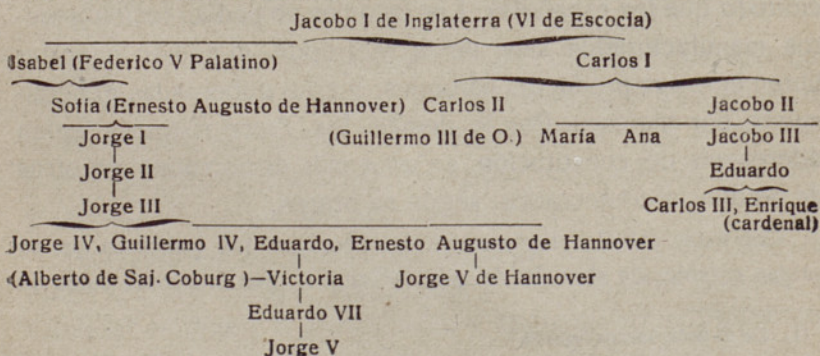 Jacobo I de Inglaterra (VI de Escocia)
Isabel (Federico V Palatino) Carlos I
Sofía (Ernesto Augusto de Hannover) Carlos II Jacobo II
Jorge I (Guillermo III de O.) María Ana Jacobo III
Jorge II Eduardo
Jorge III Carlos III, Enrique
(cardenal)
Jorge IV, Guillermo IV, Eduardo, Ernesto Augusto de Hannover
(Alberto de Saj. Coburg)—Victoria Jorge V de Hannover
Eduardo VII
Jorge V